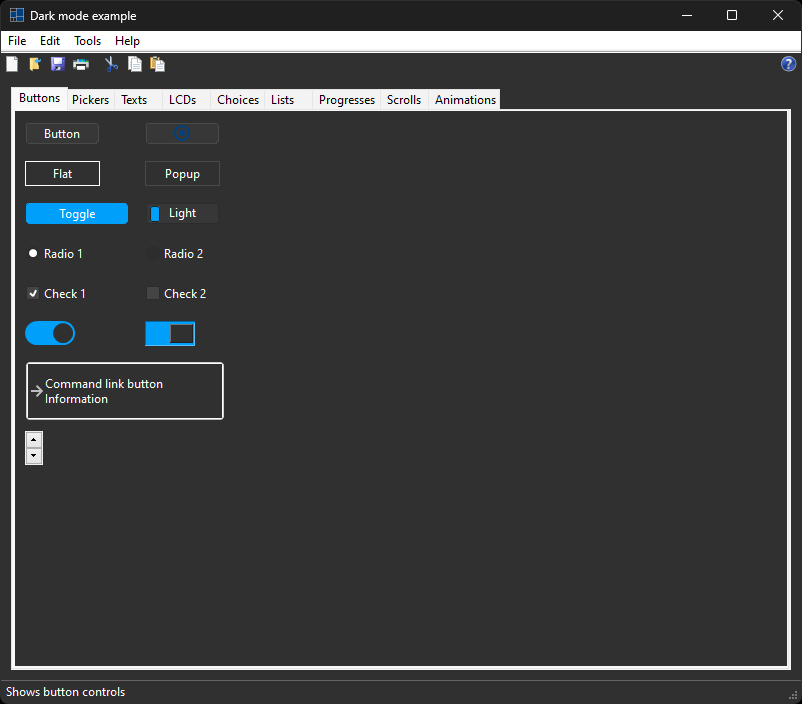 Dark mode example
File Edit Tools Help
?
Buttons Pickers Texts LCDs Choices Lists Progresses Scrolls Animations
Button
Flat Popup
Toggle Light
Radio 1 Radio 2
Check 1 Check 2
Command link button
Information
Shows button controls